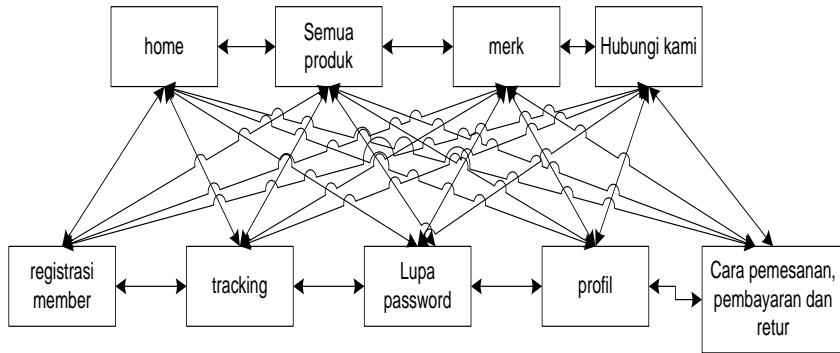 home
Semua
produk
merk
Hubungi kami
registrasi
member
tracking
Lupa
password
profil
Cara pemesanan,
pembayaran dan
retur